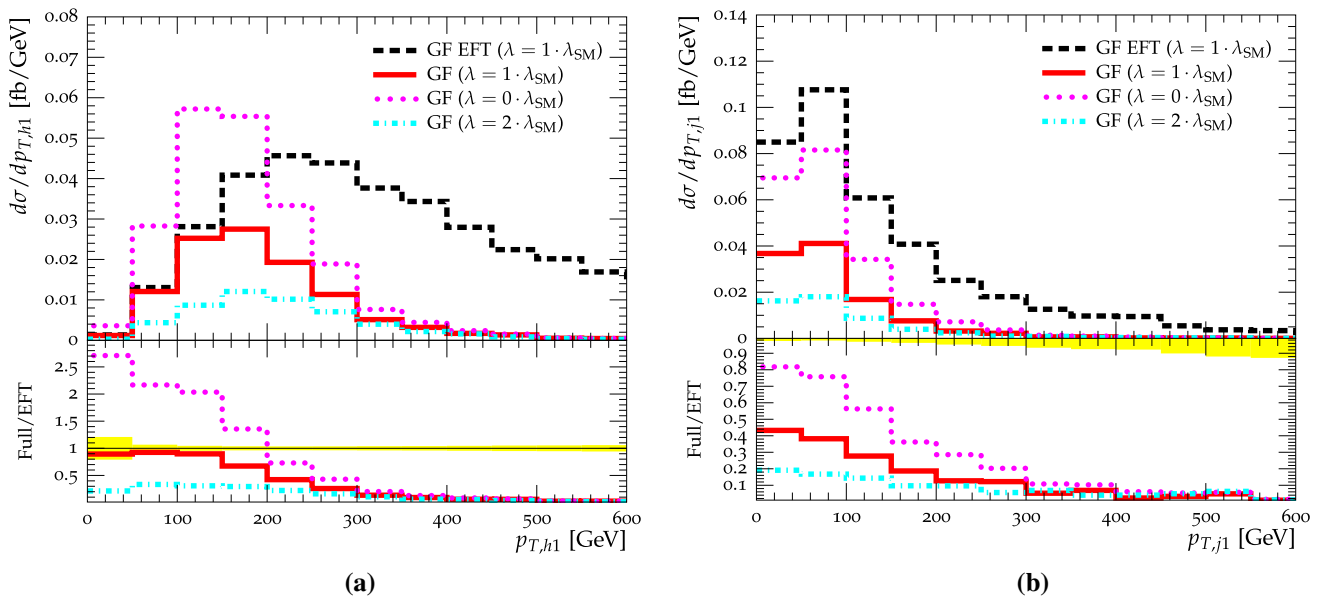 0.08
0.07
0.06
0.05
0.04
0.03
0.02
0.01
0
dσ/dp_{T,h1} [fb/GeV]
GF EFT (λ = 1 · λ_SM)
GF (λ = 1 · λ_SM)
GF (λ = 0 · λ_SM)
GF (λ = 2 · λ_SM)
2.5
2
1.5
1
0.5
Full/EFT
0 100 200 300 400 500 600
p_{T,h1} [GeV]
(a)
0.14
0.12
0.1
0.08
0.06
0.04
0.02
0
dσ/dp_{T,j1} [fb/GeV]
GF EFT (λ = 1 · λ_SM)
GF (λ = 1 · λ_SM)
GF (λ = 0 · λ_SM)
GF (λ = 2 · λ_SM)
0.9
0.8
0.7
0.6
0.5
0.4
0.3
0.2
0.1
Full/EFT
0 100 200 300 400 500 600
p_{T,j1} [GeV]
(b)